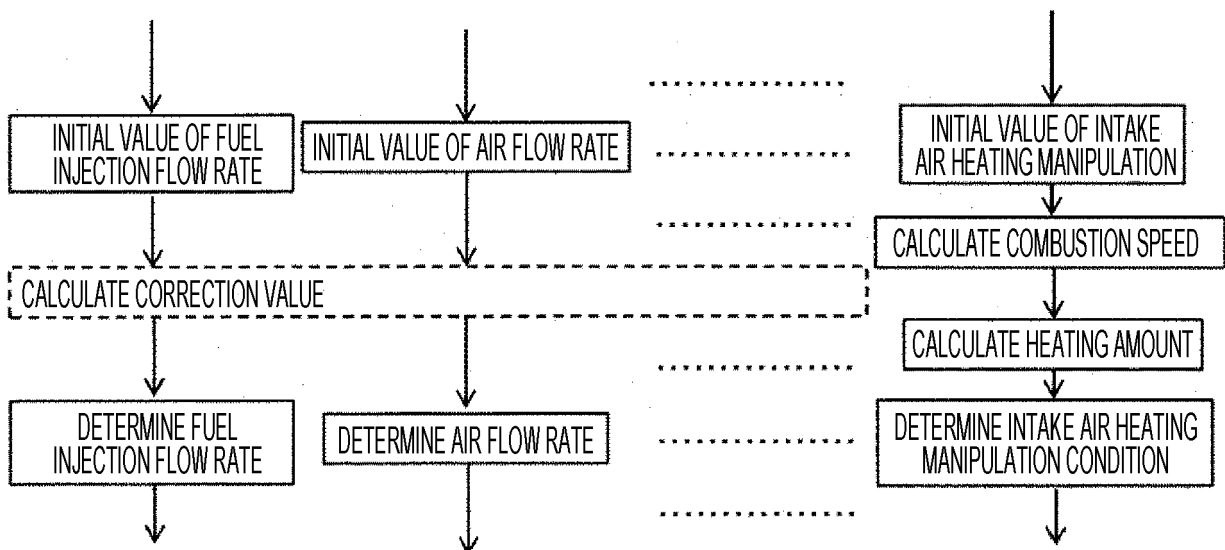 INITIAL VALUE OF FUEL
INJECTION FLOW RATE
INITIAL VALUE OF AIR FLOW RATE
INITIAL VALUE OF INTAKE
AIR HEATING MANIPULATION
CALCULATE COMBUSTION SPEED
CALCULATE CORRECTION VALUE
CALCULATE HEATING AMOUNT
DETERMINE FUEL
INJECTION FLOW RATE
DETERMINE AIR FLOW RATE
DETERMINE INTAKE AIR HEATING
MANIPULATION CONDITION